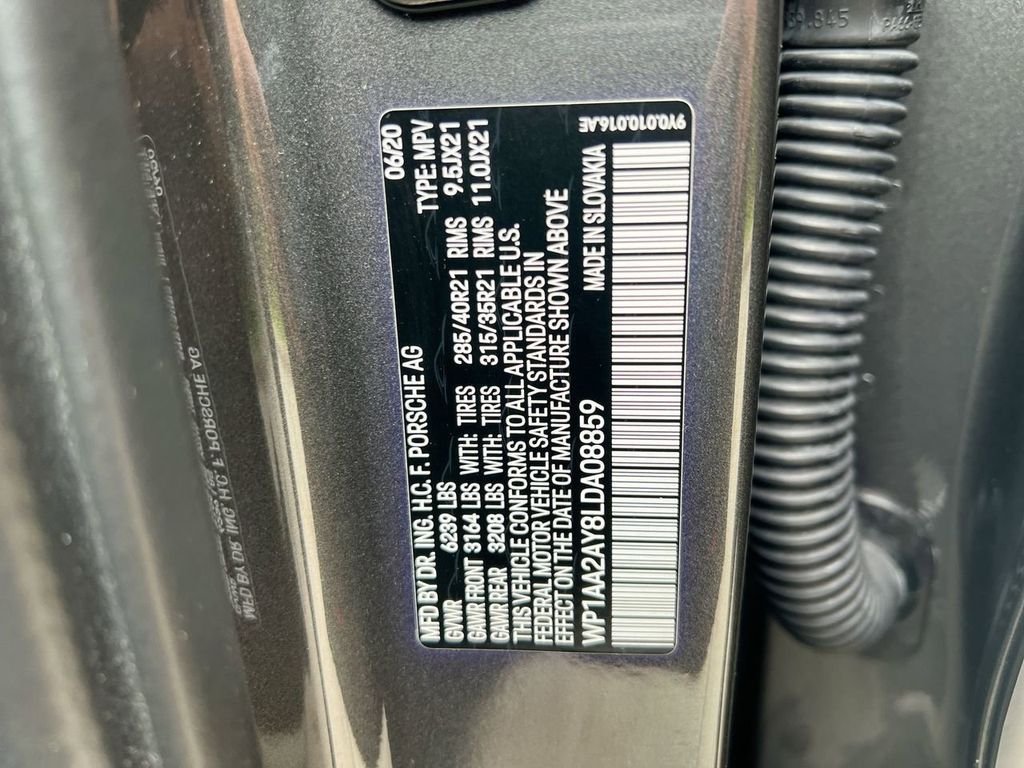 MFD BY DR. ING. H.C. F. PORSCHE AG 06/20
GVWR 6239 LBS TYPE: MPV
GAWR FRONT 3164 LBS WITH: TIRES 285/40R21 RIMS 9.5JX21
GAWR REAR 3208 LBS WITH: TIRES 315/35R21 RIMS 11.0JX21
THIS VEHICLE CONFORMS TO ALL APPLICABLE U.S.
FEDERAL MOTOR VEHICLE SAFETY STANDARDS IN
EFFECT ON THE DATE OF MANUFACTURE SHOWN ABOVE
WP1AA2AY8LDA08859 MADE IN SLOVAKIA
9Y0.010.016.AE